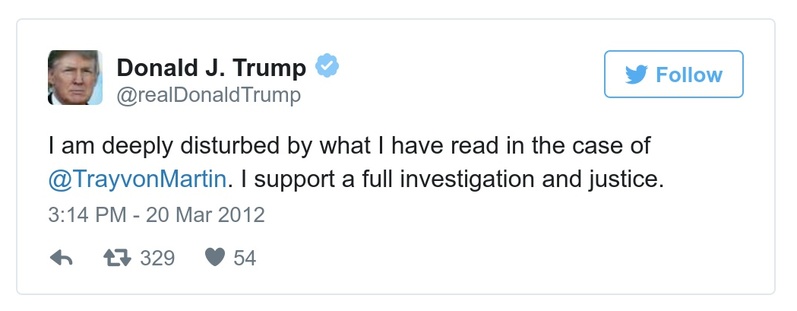 Donald J. Trump
@realDonaldTrump
Follow
I am deeply disturbed by what I have read in the case of
@TrayvonMartin. I support a full investigation and justice.
3:14 PM - 20 Mar 2012
329 54